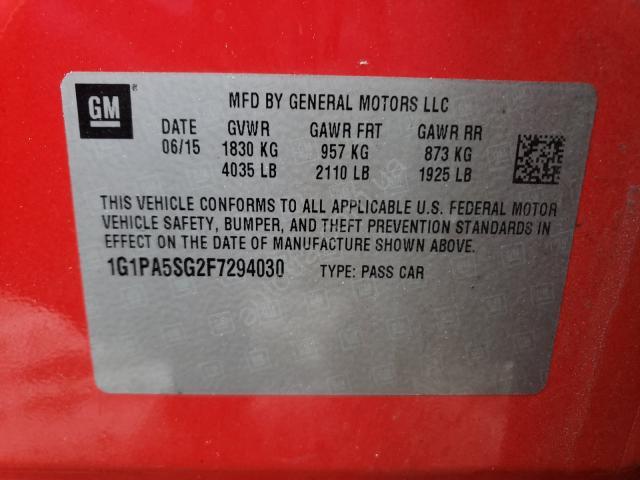 GM
MFD BY GENERAL MOTORS LLC
DATE GVWR GAWR FRT GAWR RR
06/15 1830 KG 957 KG 873 KG
4035 LB 2110 LB 1925 LB
THIS VEHICLE CONFORMS TO ALL APPLICABLE U.S. FEDERAL MOTOR
VEHICLE SAFETY, BUMPER, AND THEFT PREVENTION STANDARDS IN
EFFECT ON THE DATE OF MANUFACTURE SHOWN ABOVE.
1G1PA5SG2F7294030 TYPE: PASS CAR